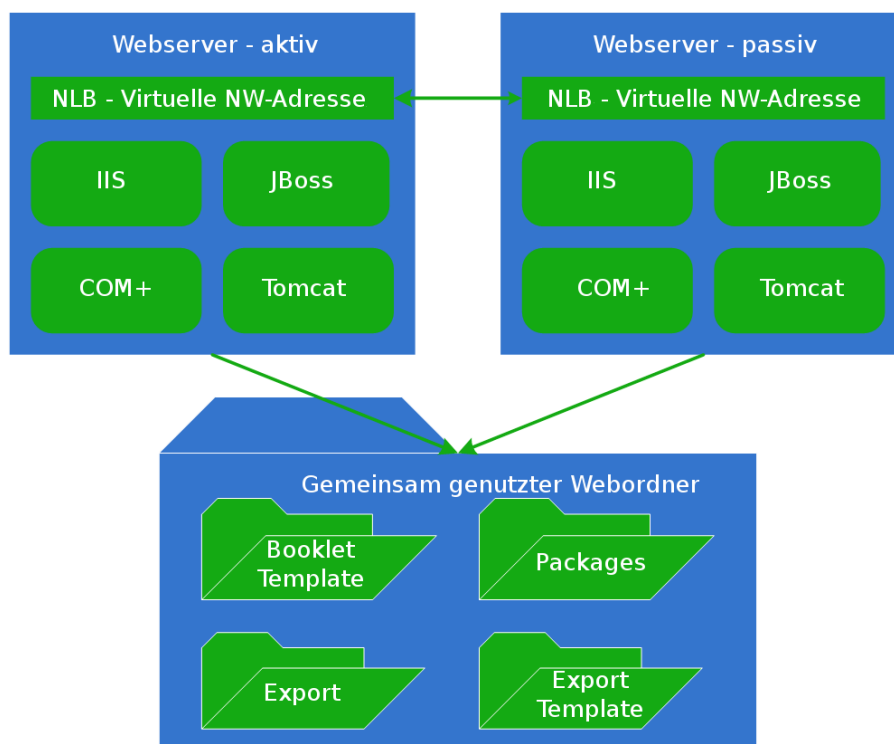 Webserver - aktiv
NLB - Virtuelle NW-Adresse
IIS
JBoss
COM+
Tomcat
Webserver - passiv
NLB - Virtuelle NW-Adresse
IIS
JBoss
COM+
Tomcat
Gemeinsam genutzter Webordner
Booklet
Template
Packages
Export
Export
Template